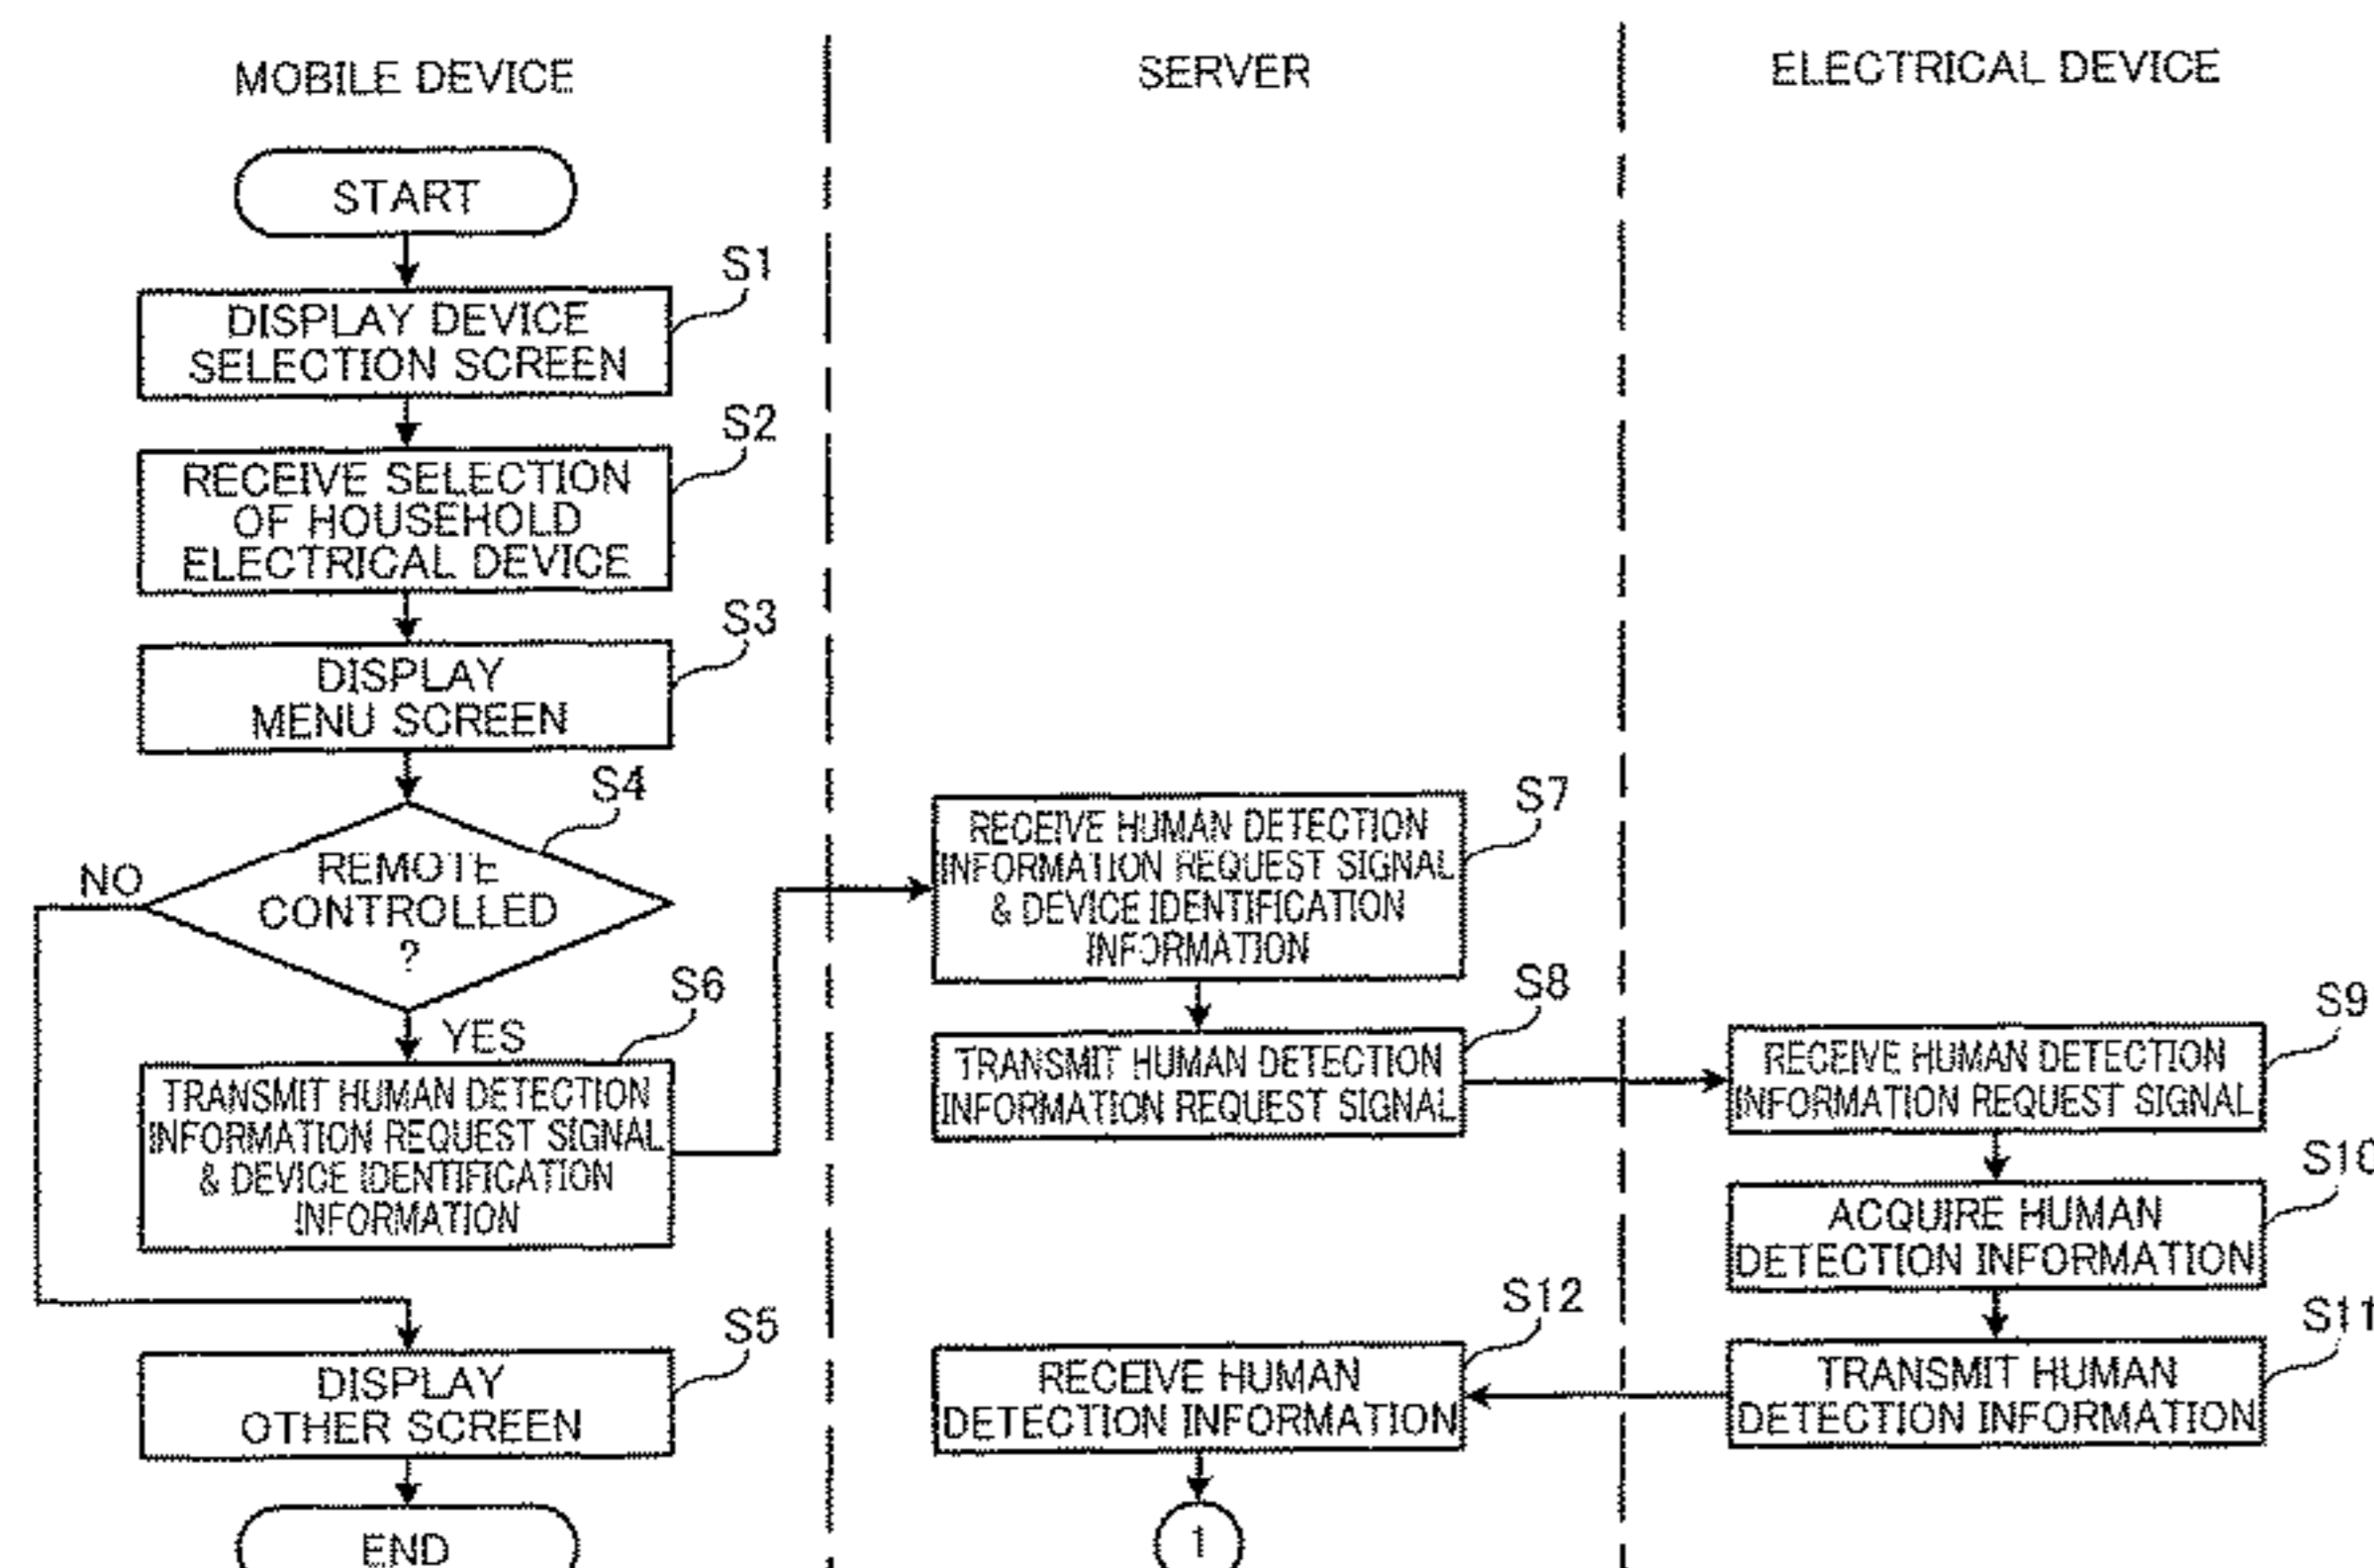 MOBILE DEVICE
SERVER
ELECTRICAL DEVICE
START
S1
DISPLAY DEVICE
SELECTION SCREEN
S2
RECEIVE SELECTION
OF HOUSEHOLD
ELECTRICAL DEVICE
S3
DISPLAY
MENU SCREEN
S4
REMOTE
CONTROLLED
?
NO
YES
S6
TRANSMIT HUMAN DETECTION
INFORMATION REQUEST SIGNAL
& DEVICE IDENTIFICATION
INFORMATION
S5
DISPLAY
OTHER SCREEN
END
S7
RECEIVE HUMAN DETECTION
INFORMATION REQUEST SIGNAL
& DEVICE IDENTIFICATION
INFORMATION
S8
TRANSMIT HUMAN DETECTION
INFORMATION REQUEST SIGNAL
S9
RECEIVE HUMAN DETECTION
INFORMATION REQUEST SIGNAL
S10
ACQUIRE HUMAN
DETECTION INFORMATION
S11
TRANSMIT HUMAN
DETECTION INFORMATION
S12
RECEIVE HUMAN
DETECTION INFORMATION
1